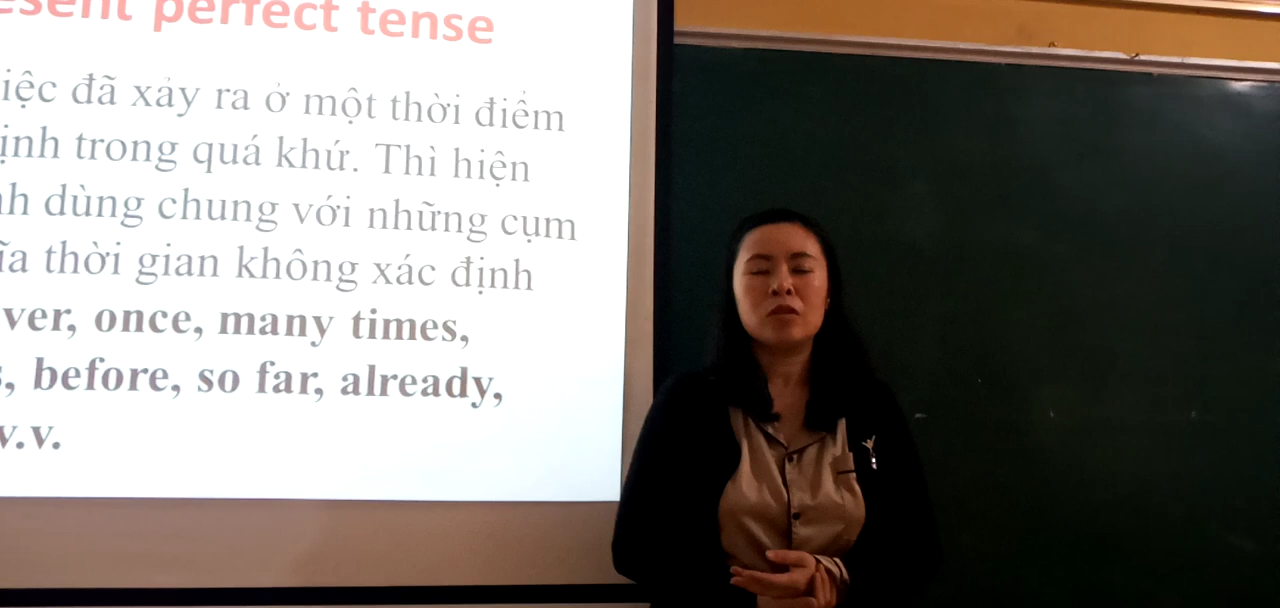 esent perfect tense
iệc đã xảy ra ở một thời điểm
ịnh trong quá khứ. Thì hiện
nh dùng chung với những cụm
ĩa thời gian không xác định
ver, once, many times,
s, before, so far, already,
v.v.